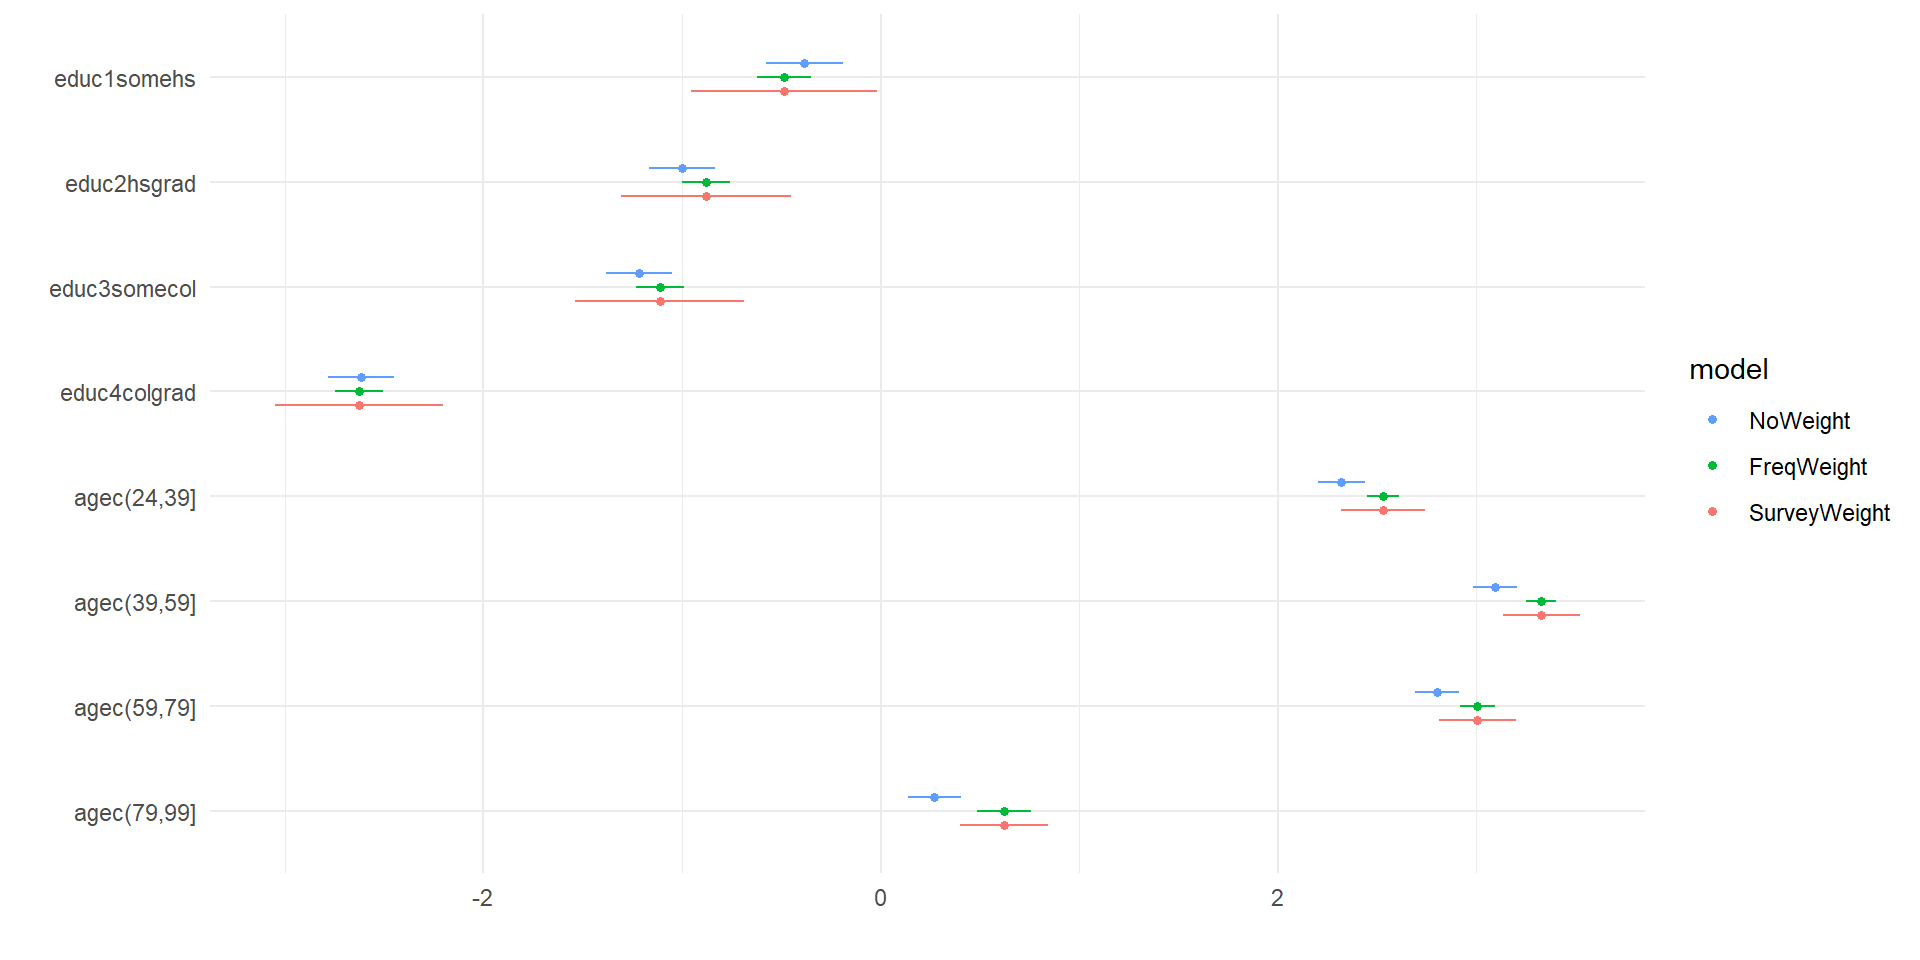 educ1somehs
educ2hsgrad
educ3somecol
educ4colgrad
agec(24,39]
agec(39,59]
agec(59,79]
agec(79,99]
-2
0
2
model
NoWeight
FreqWeight
SurveyWeight